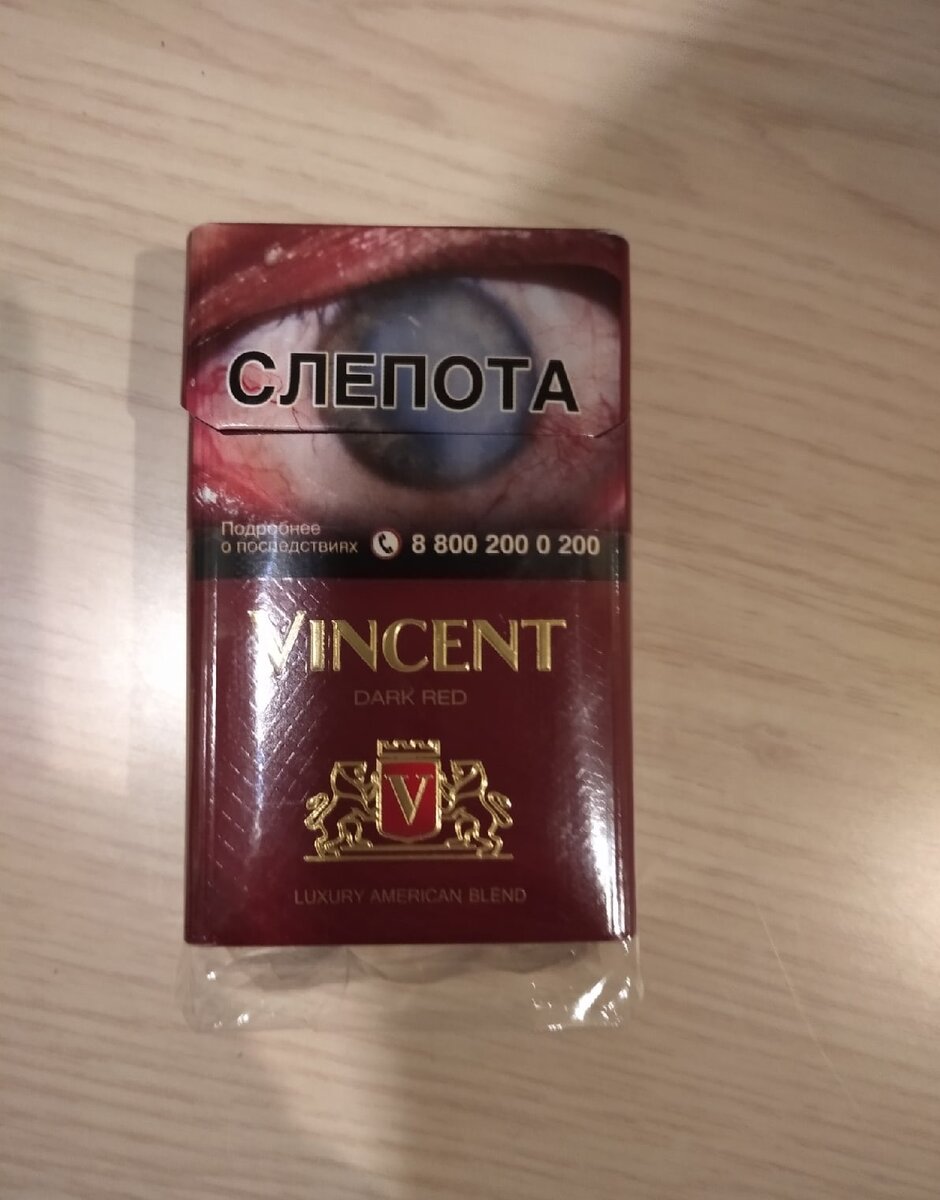 СЛЕПОТА
Подробнее
о последствиях 8 800 200 0 200
VINCENT
DARK RED
V
LUXURY AMERICAN BLEND